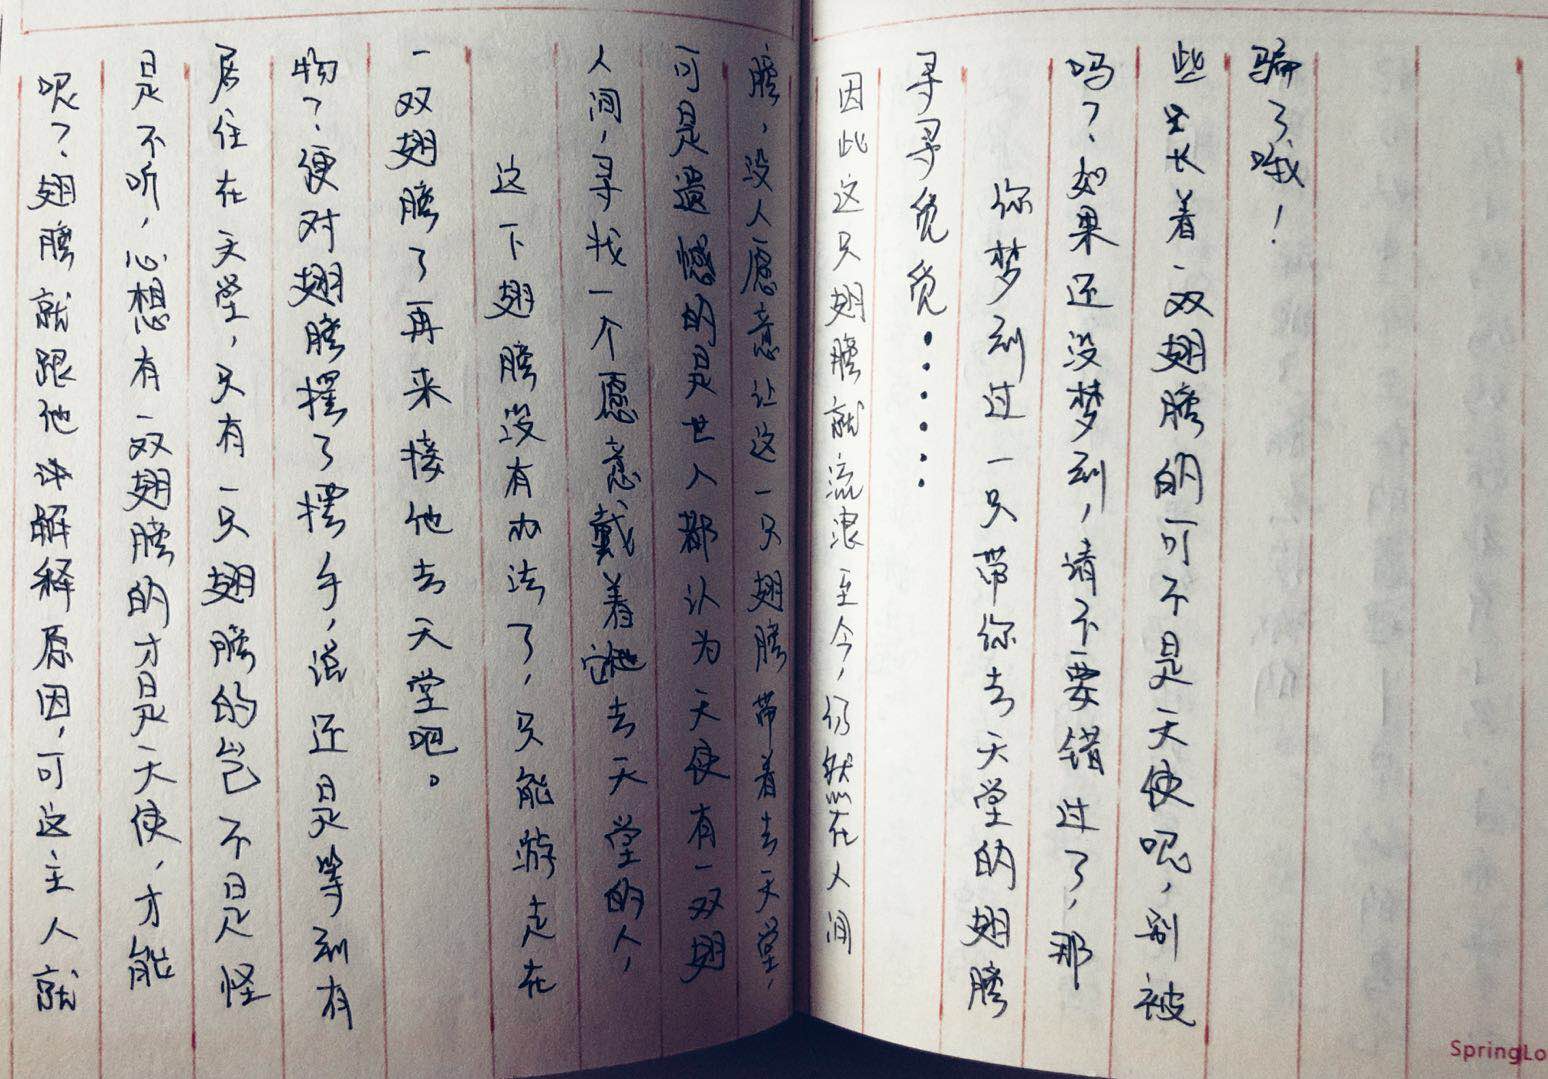 呢？翅膀就跟他解释原因，可这主人就
是不听，心想有一双翅膀的才是天使，才能
居住在天堂，只有一只翅膀的岂不是怪
物？便对翅膀摆了摆手，说还是等到有
一双翅膀了再来接他去天堂吧。
这下翅膀没有办法了，只能游走在
人间，寻找一个愿意戴着它去天堂的人，
可是遗憾的是世人都认为天使有一双翅
膀，没人愿意让这一只翅膀带着去天堂，
因此这只翅膀就流浪至今，仍然在人间
寻寻觅觅······
你梦到过一只带你去天堂的翅膀
吗？如果还没梦到，请不要错过了，那
些长着一双翅膀的可不是天使呢，别被
骗了哦！
SpringLo